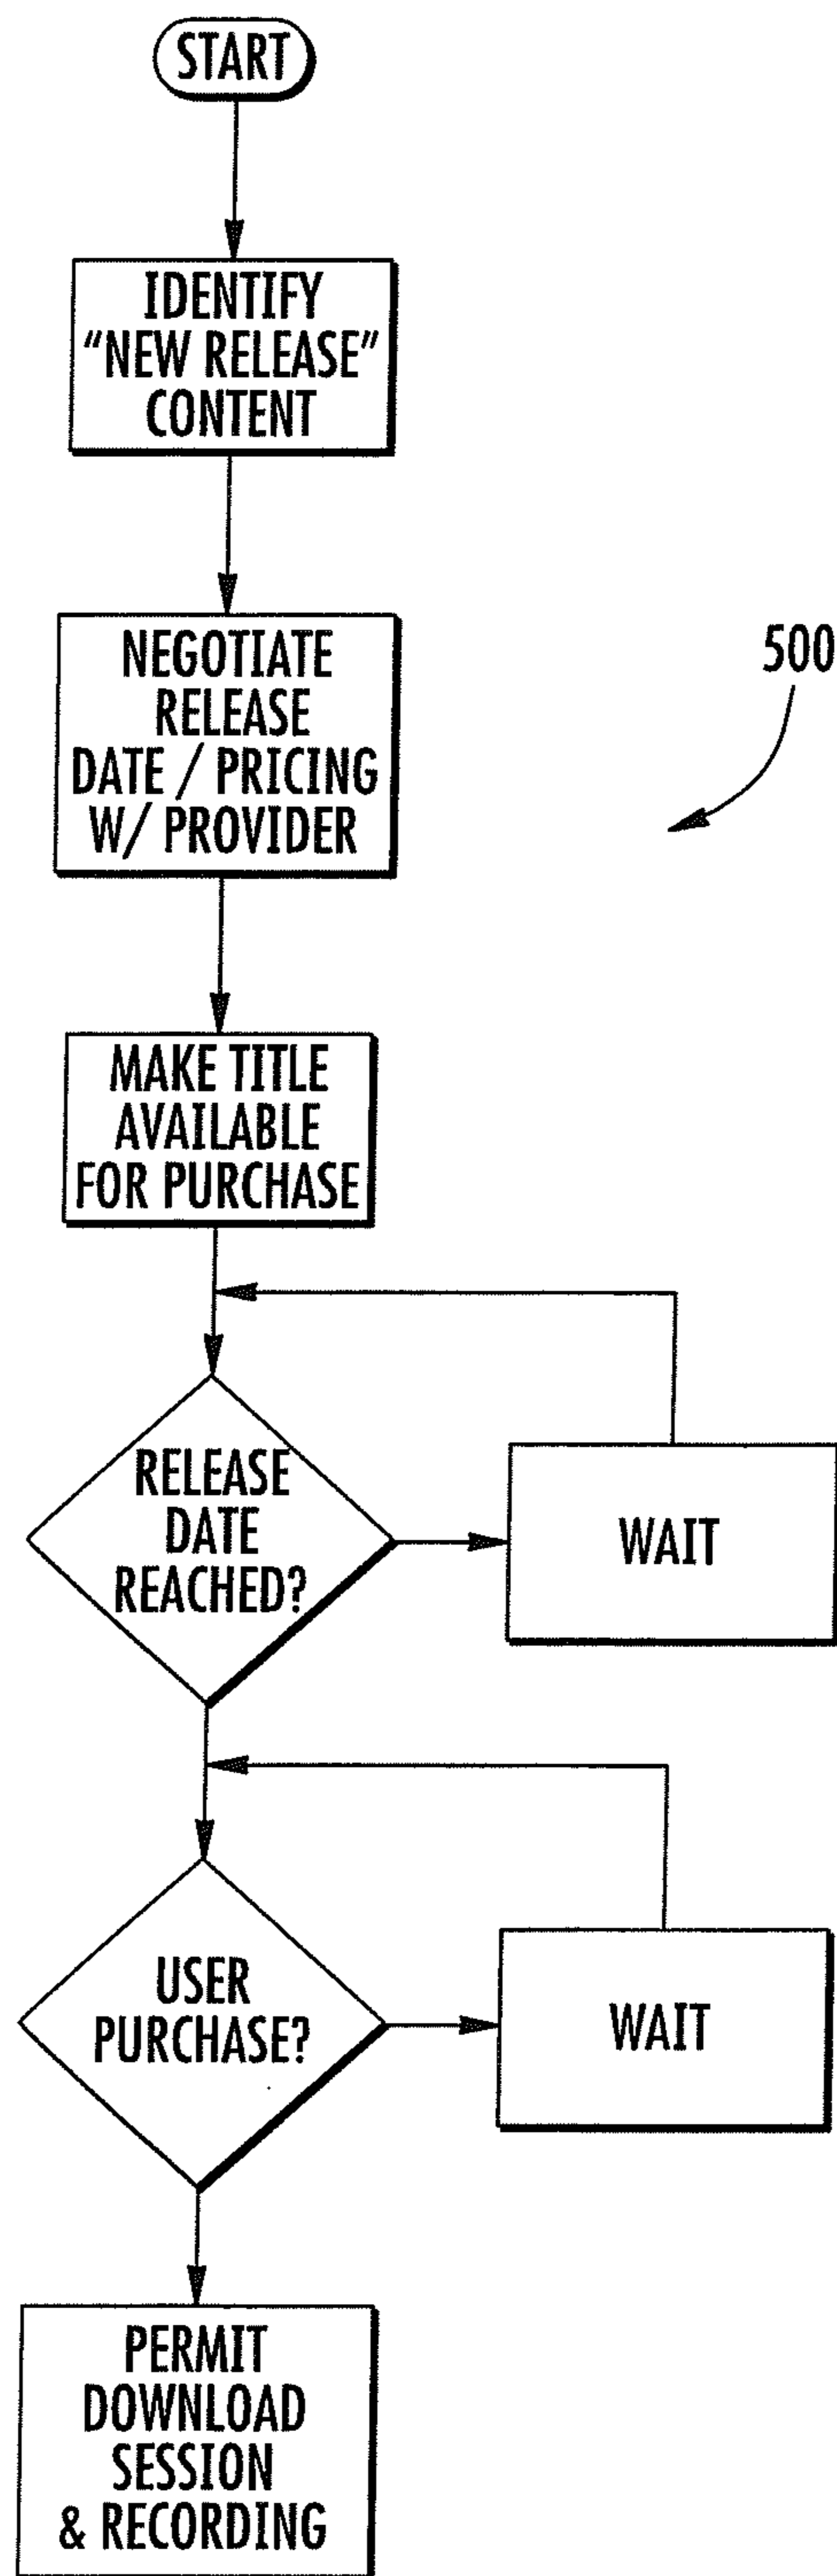 START
IDENTIFY
“NEW RELEASE”
CONTENT
NEGOTIATE
RELEASE
DATE / PRICING
W/ PROVIDER
500
MAKE TITLE
AVAILABLE
FOR PURCHASE
RELEASE
DATE
REACHED?
WAIT
USER
PURCHASE?
WAIT
PERMIT
DOWNLOAD
SESSION
& RECORDING